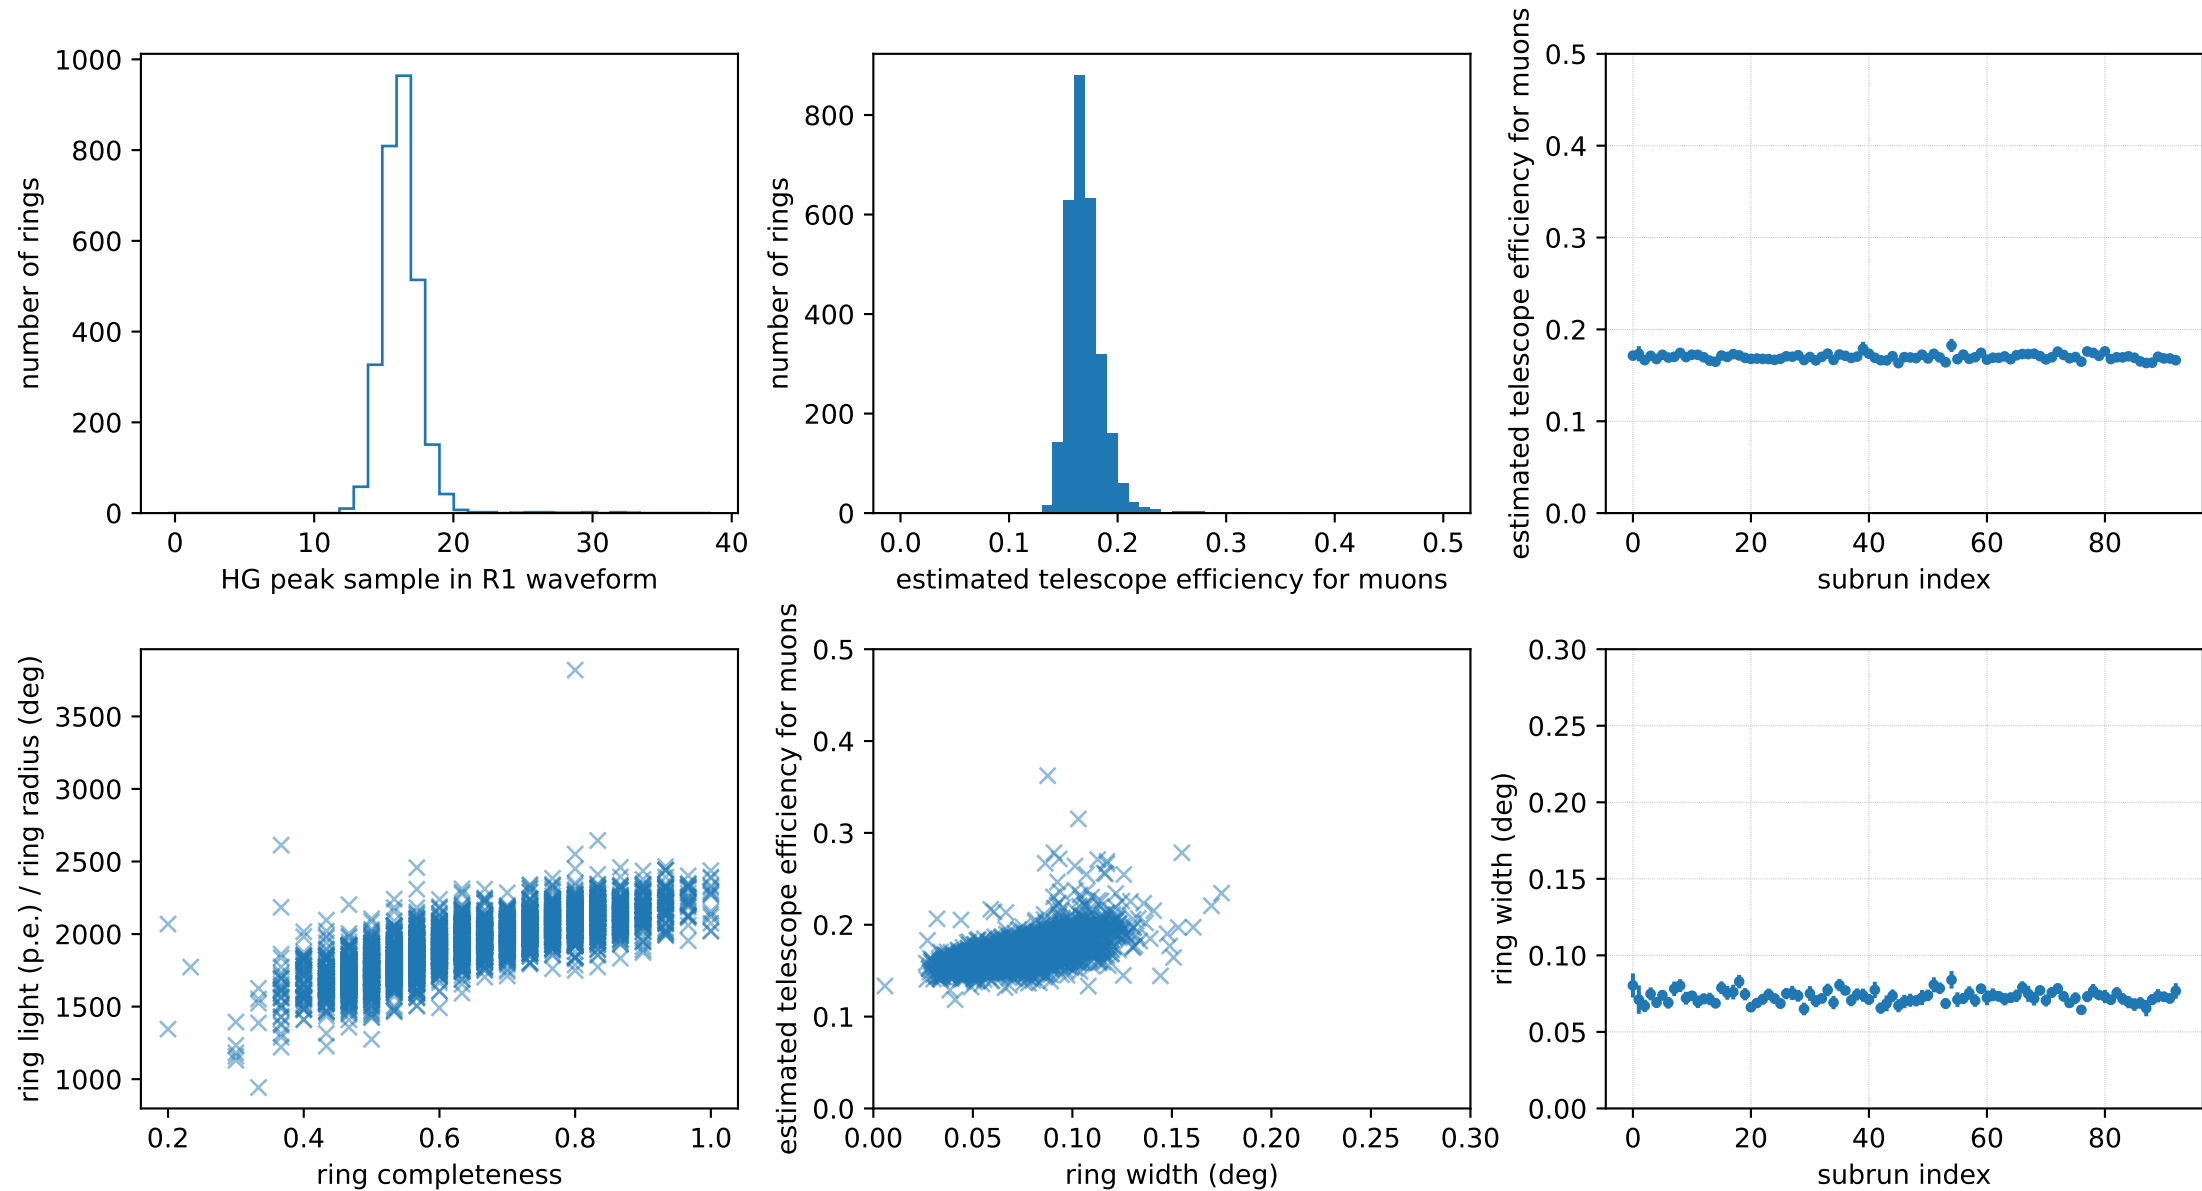 1000
800
600
400
200
0
number of rings
0 10 20 30 40
HG peak sample in R1 waveform
800
600
400
200
0
number of rings
0.0 0.1 0.2 0.3 0.4 0.5
estimated telescope efficiency for muons
0.5
0.4
0.3
0.2
0.1
0.0
estimated telescope efficiency for muons
0 20 40 60 80
subrun index
3500
3000
2500
2000
1500
1000
ring light (p.e.) / ring radius (deg)
0.2 0.4 0.6 0.8 1.0
ring completeness
0.5
0.4
0.3
0.2
0.1
0.0
estimated telescope efficiency for muons
0.00 0.05 0.10 0.15 0.20 0.25 0.30
ring width (deg)
0.30
0.25
0.20
0.15
0.10
0.05
0.00
ring width (deg)
0 20 40 60 80
subrun index